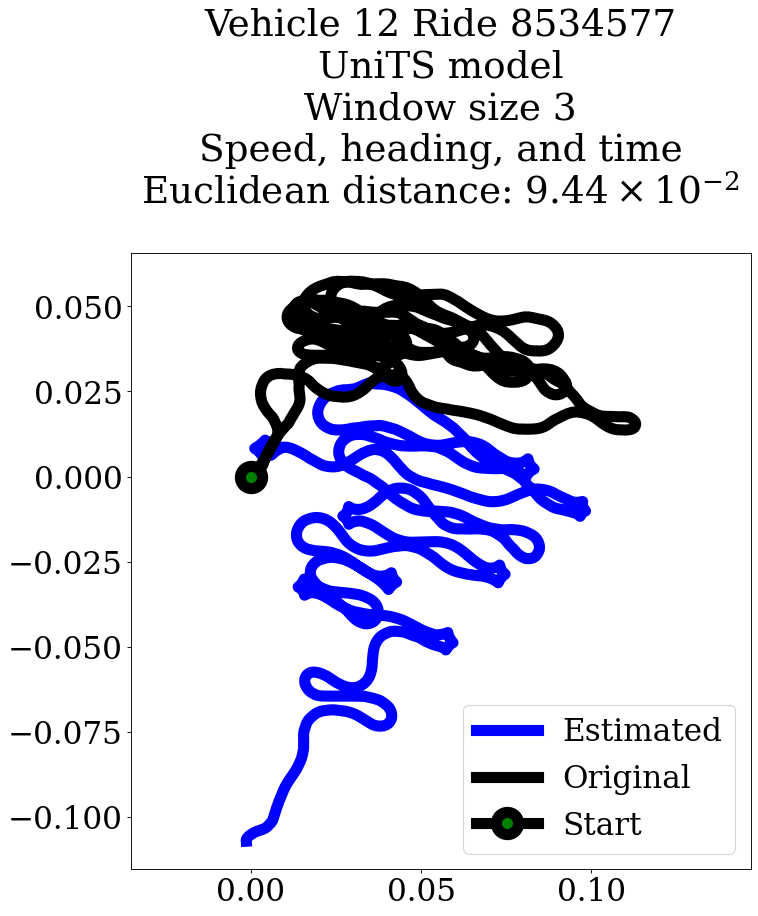 Vehicle 12 Ride 8534577
UniTS model
Window size 3
Speed, heading, and time
Euclidean distance: 9.44 × 10⁻²
0.050
0.025
0.000
−0.025
−0.050
−0.075
−0.100
0.00 0.05 0.10
Estimated
Original
Start